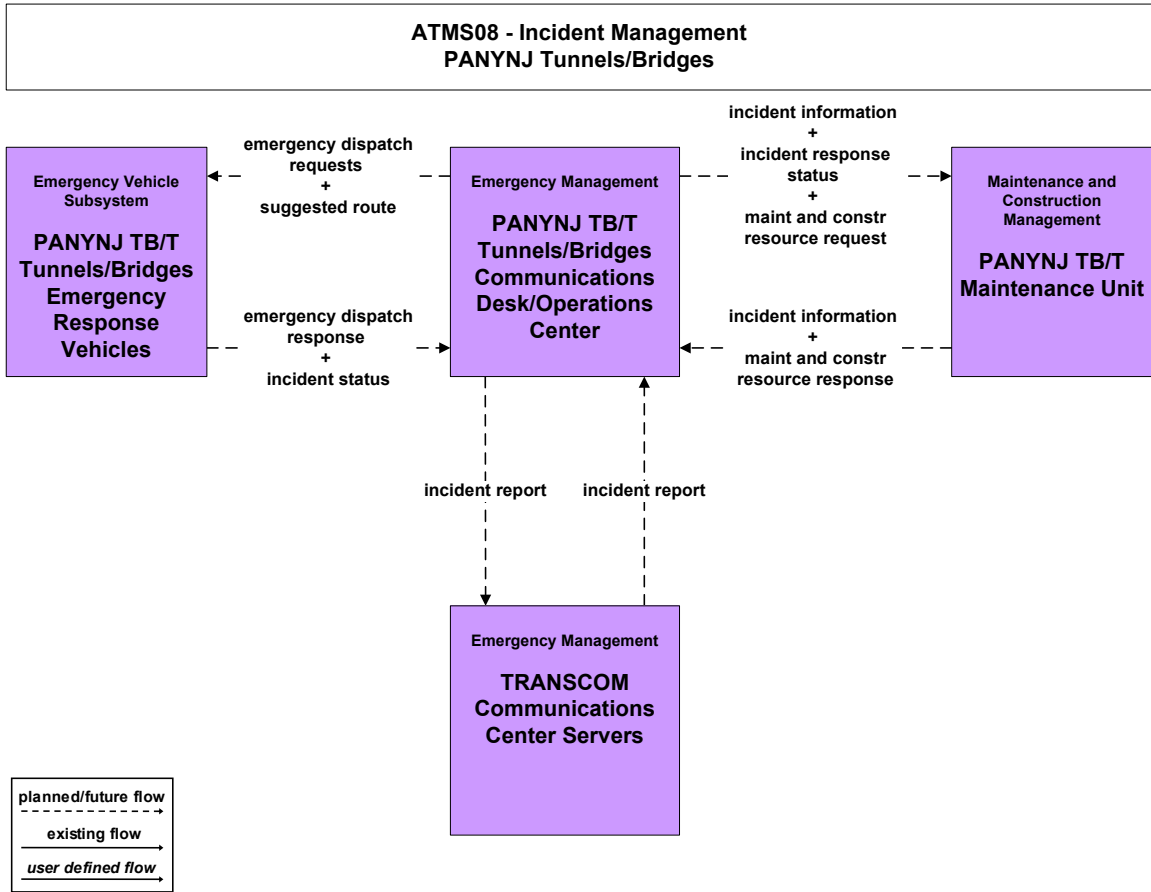 ATMS08 - Incident Management
PANYNJ Tunnels/Bridges
Emergency Vehicle
Subsystem
PANYNJ TB/T
Tunnels/Bridges
Emergency
Response
Vehicles
emergency dispatch
requests
+
suggested route
emergency dispatch
response
+
incident status
Emergency Management
PANYNJ TB/T
Tunnels/Bridges
Communications
Desk/Operations
Center
incident information
+
incident response
status
+
maint and constr
resource request
incident information
+
maint and constr
resource response
Maintenance and
Construction
Management
PANYNJ TB/T
Maintenance Unit
incident report
incident report
Emergency Management
TRANSCOM
Communications
Center Servers
planned/future flow
existing flow
user defined flow